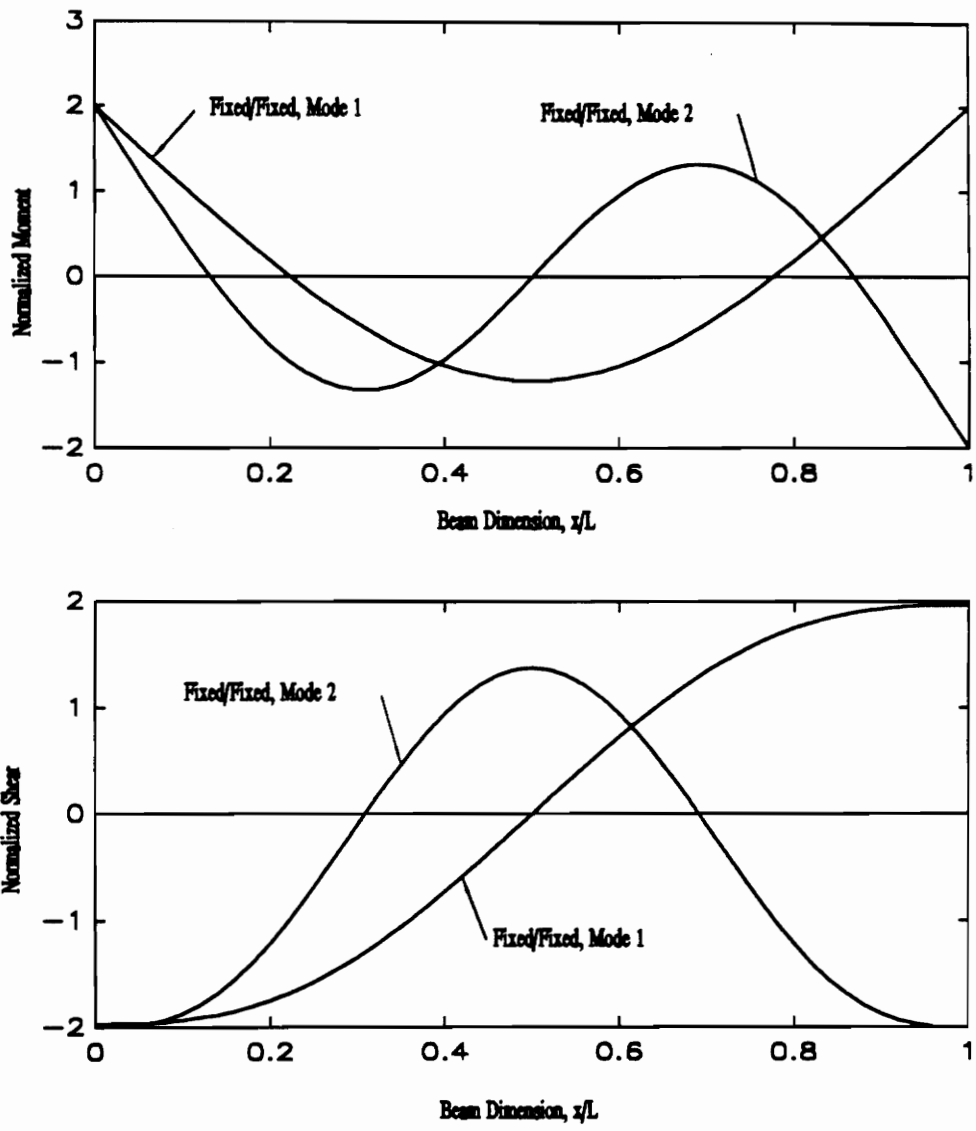 3
2
1
0
−1
−2
Normalized Moment
Fixed/Fixed, Mode 1
Fixed/Fixed, Mode 2
0 0.2 0.4 0.6 0.8 1
Beam Dimension, x/L
2
1
0
−1
−2
Normalized Shear
Fixed/Fixed, Mode 2
Fixed/Fixed, Mode 1
0 0.2 0.4 0.6 0.8 1
Beam Dimension, x/L